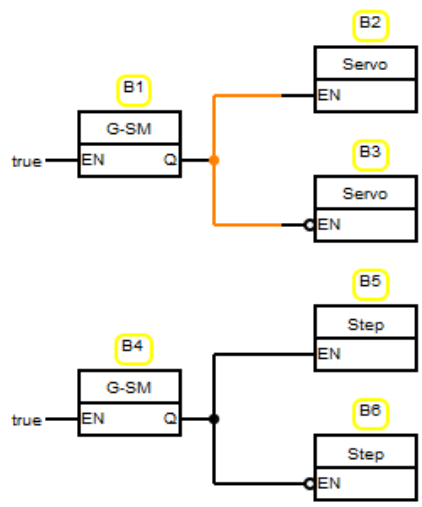 B2
Servo
EN
B1
G-SM
true EN Q
B3
Servo
EN
B5
Step
EN
B4
G-SM
true EN Q
B6
Step
EN